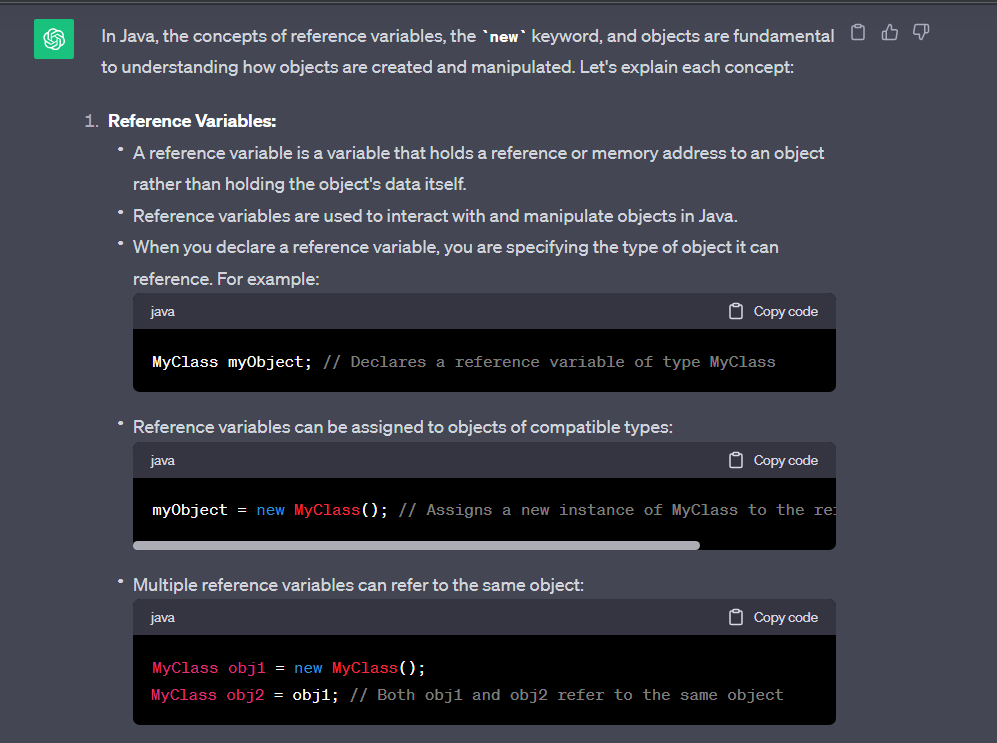 In Java, the concepts of reference variables, the `new` keyword, and objects are fundamental
to understanding how objects are created and manipulated. Let's explain each concept:
1. Reference Variables:
• A reference variable is a variable that holds a reference or memory address to an object
rather than holding the object's data itself.
• Reference variables are used to interact with and manipulate objects in Java.
• When you declare a reference variable, you are specifying the type of object it can
reference. For example:
java Copy code
MyClass myObject; // Declares a reference variable of type MyClass
• Reference variables can be assigned to objects of compatible types:
java Copy code
myObject = new MyClass(); // Assigns a new instance of MyClass to the
• Multiple reference variables can refer to the same object:
java Copy code
MyClass obj1 = new MyClass();
MyClass obj2 = obj1; // Both obj1 and obj2 refer to the same object